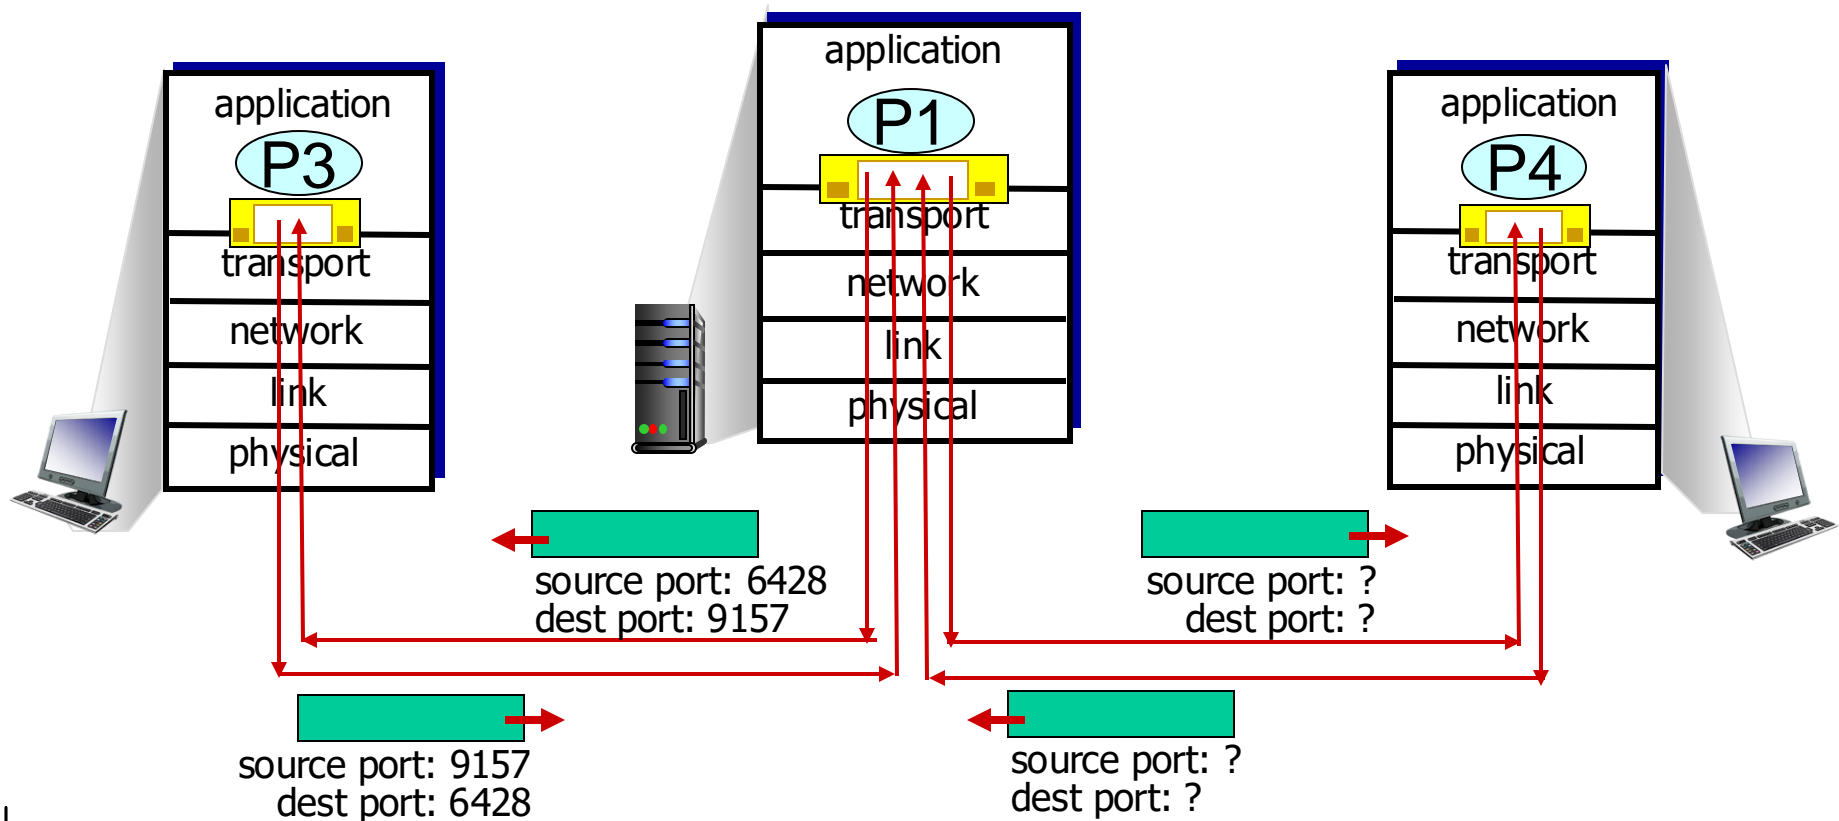 application
P3
transport
network
link
physical
application
P1
transport
network
link
physical
application
P4
transport
network
link
physical
source port: 6428
dest port: 9157
source port: ?
dest port: ?
source port: 9157
dest port: 6428
source port: ?
dest port: ?